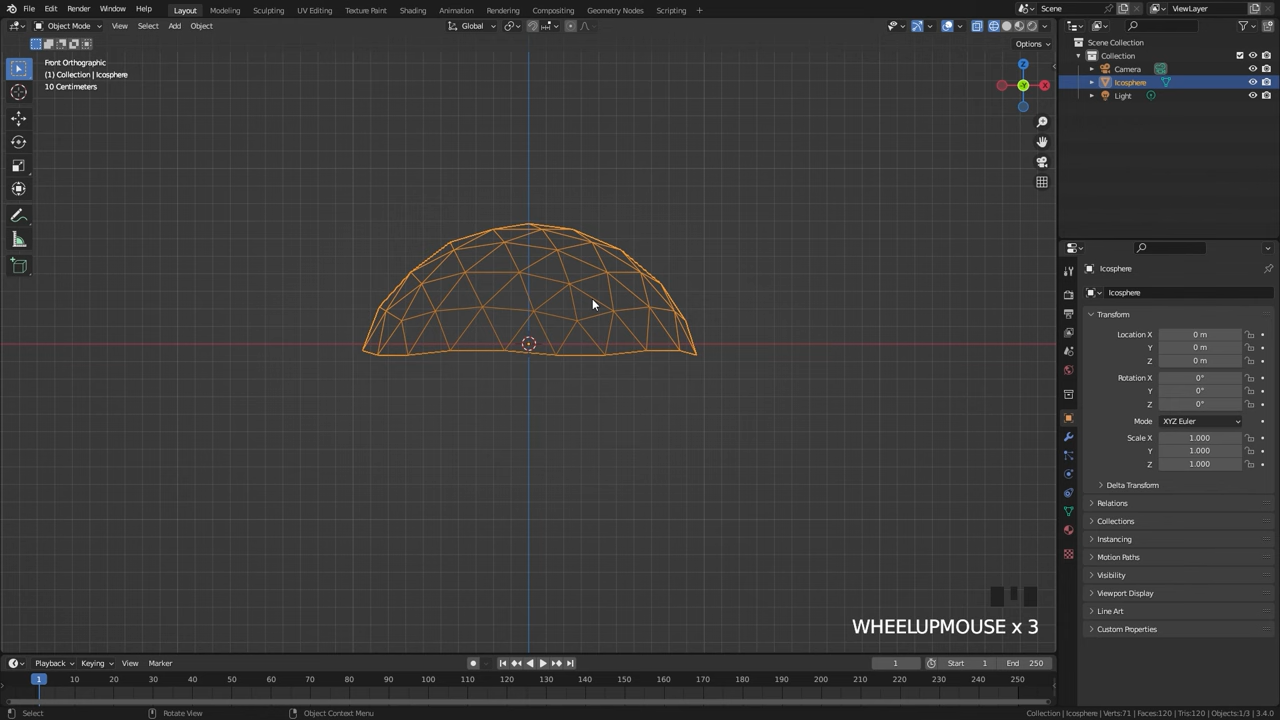 File Edit Render Window Help Layout Modeling Sculpting UV Editing Texture Paint Shading Animation Rendering Compositing Geometry Nodes Scripting Scene ViewLayer
Object Mode View Select Add Object Global
Options
Front Orthographic
(1) Collection | Icosphere
10 Centimeters
Z
X
Y
Scene Collection
Collection
Camera
Icosphere
Light
Icosphere
Icosphere
Transform
Location X 0 m
Y 0 m
Z 0 m
Rotation X 0°
Y 0°
Z 0°
Mode XYZ Euler
Scale X 1.000
Y 1.000
Z 1.000
Delta Transform
Relations
Collections
Instancing
Motion Paths
Visibility
Viewport Display
Line Art
Custom Properties
WHEELUPMOUSE x 3
Playback Keying View Marker 1 Start 1 End 250
1 10 20 30 40 50 60 70 80 90 100 110 120 130 140 150 160 170 180 190 200 210 220 230 240 250
Select Rotate View Object Context Menu Collection | Icosphere | Verts:71 | Faces:120 | Tris:120 | Objects:1/3 | 3.4.0